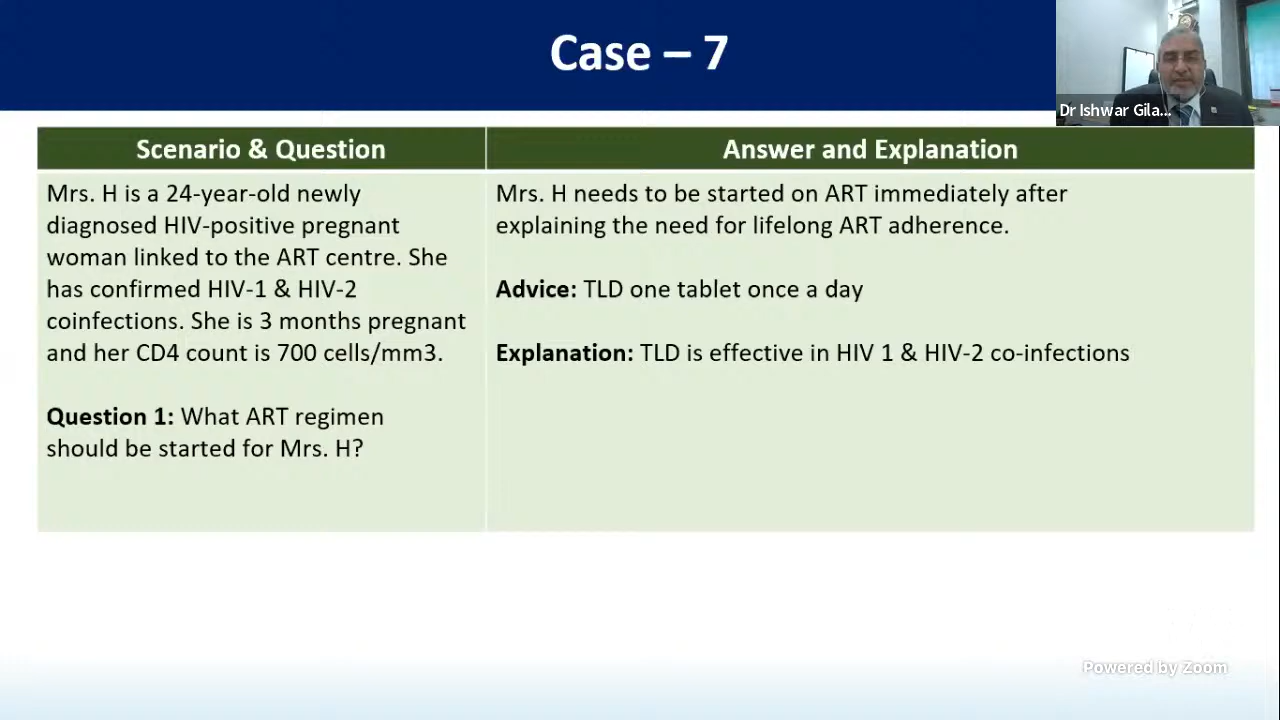 Case – 7
Dr Ishwar Gila...
Scenario & Question
Answer and Explanation
Mrs. H is a 24-year-old newly
diagnosed HIV-positive pregnant
woman linked to the ART centre. She
has confirmed HIV-1 & HIV-2
coinfections. She is 3 months pregnant
and her CD4 count is 700 cells/mm3.
Question 1: What ART regimen
should be started for Mrs. H?
Mrs. H needs to be started on ART immediately after
explaining the need for lifelong ART adherence.
Advice: TLD one tablet once a day
Explanation: TLD is effective in HIV 1 & HIV-2 co-infections
Powered by Zoom